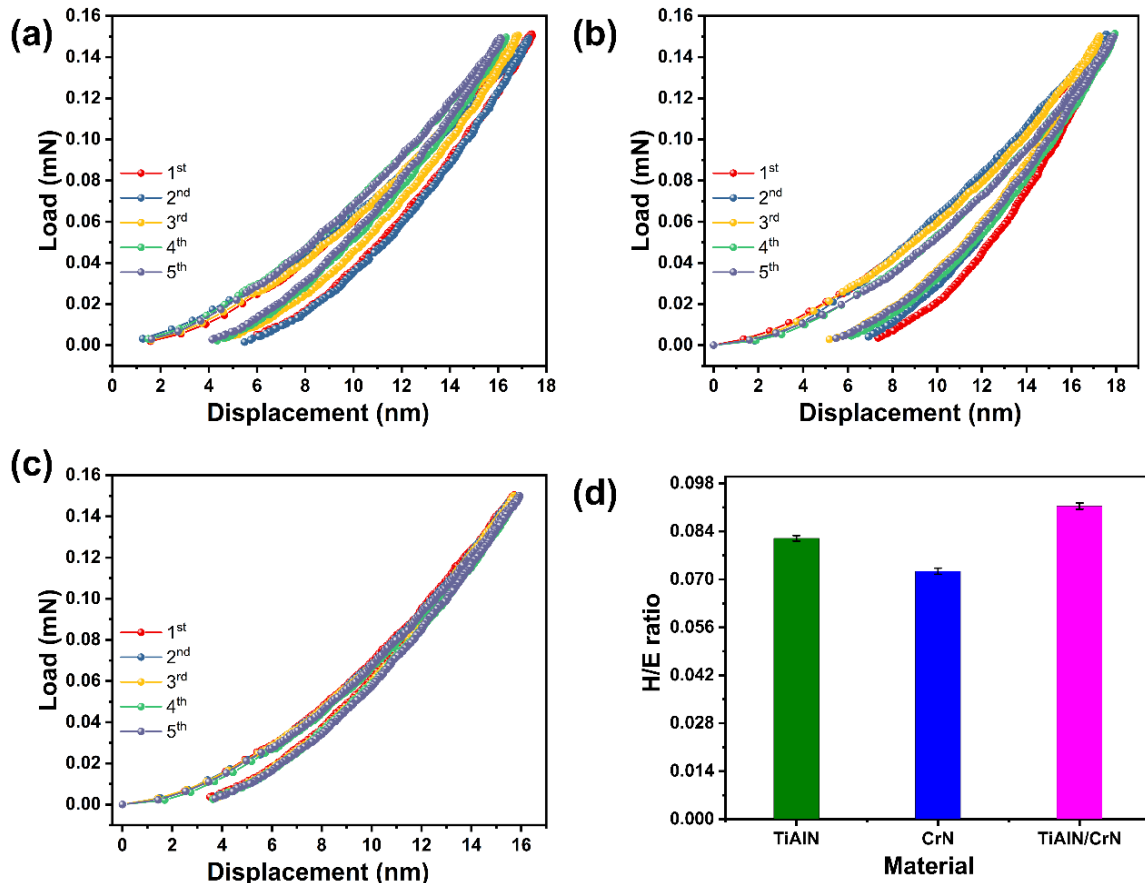 (a)
0.16
0.14
0.12
0.10
0.08
0.06
0.04
0.02
0.00
Load (mN)
1st
2nd
3rd
4th
5th
0 2 4 6 8 10 12 14 16 18
Displacement (nm)
(b)
0.16
0.14
0.12
0.10
0.08
0.06
0.04
0.02
0.00
Load (mN)
1st
2nd
3rd
4th
5th
0 2 4 6 8 10 12 14 16 18
Displacement (nm)
(c)
0.16
0.14
0.12
0.10
0.08
0.06
0.04
0.02
0.00
Load (mN)
1st
2nd
3rd
4th
5th
0 2 4 6 8 10 12 14 16
Displacement (nm)
(d)
0.098
0.084
0.070
0.056
0.042
0.028
0.014
0.000
H/E ratio
TiAlN CrN TiAlN/CrN
Material